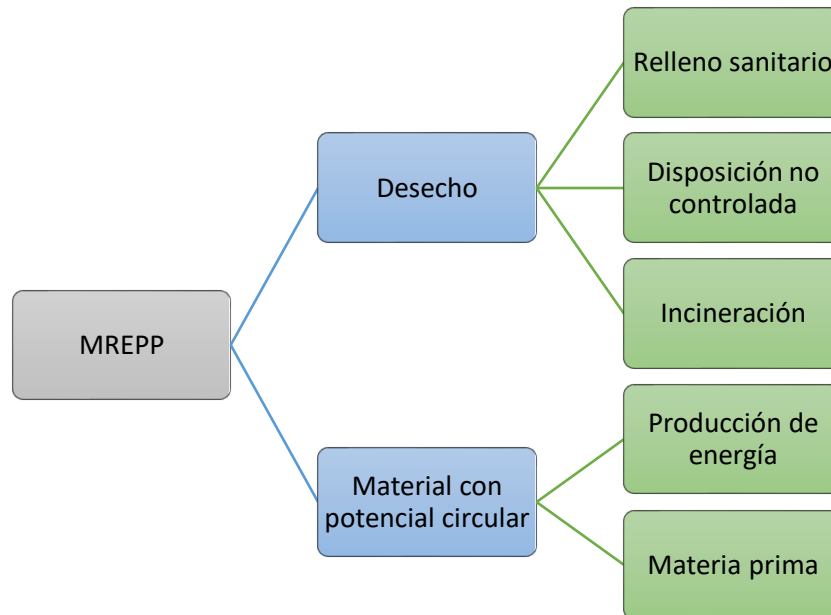 MREPP
Desecho
Relleno sanitario
Disposición no
controlada
Incineración
Material con
potencial circular
Producción de
energía
Materia prima